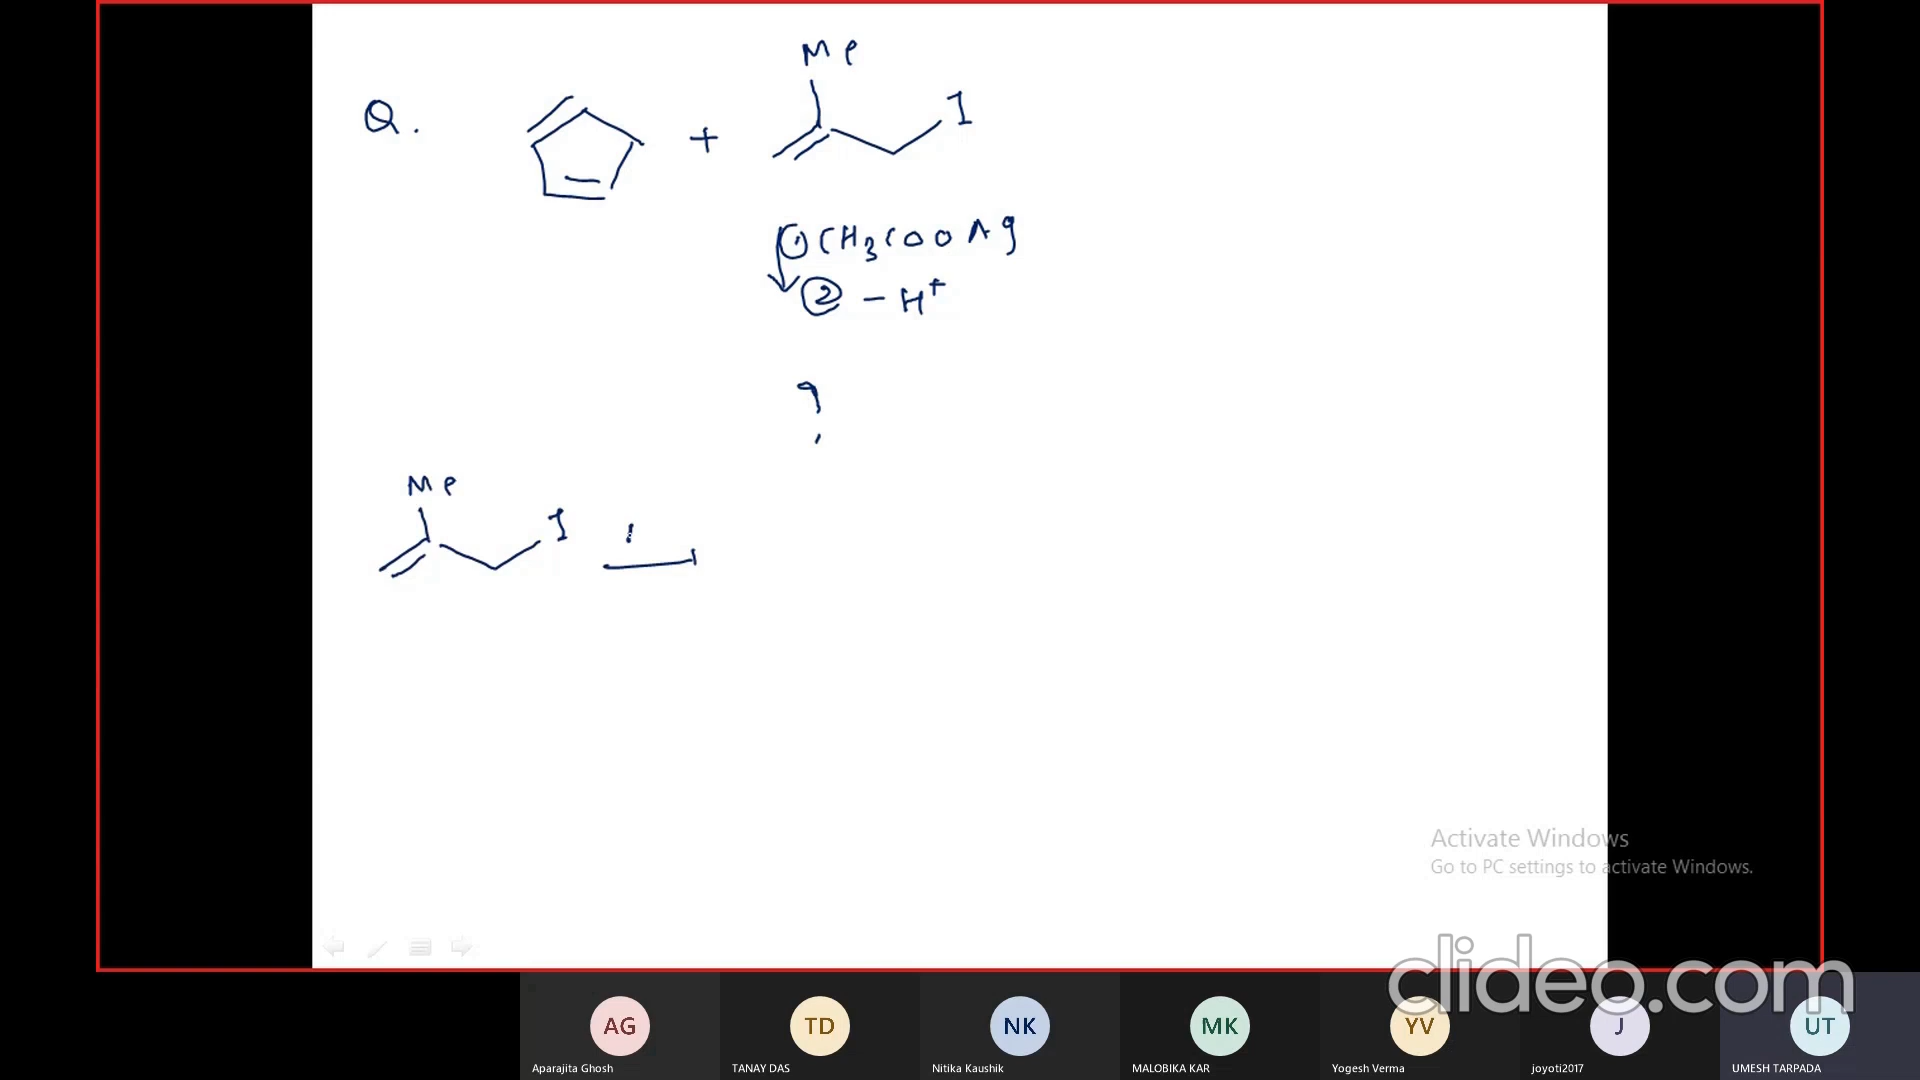 Me
Q.
+
I
① CH3COOAg
② - H+
?
Me
I
Activate Windows
Go to PC settings to activate Windows.
clideo.com
AG
TD
NK
MK
YV
J
UT
Aparajita Ghosh
TANAY DAS
Nitika Kaushik
MALOBIKA KAR
Yogesh Verma
joyoti2017
UMESH TARPADA